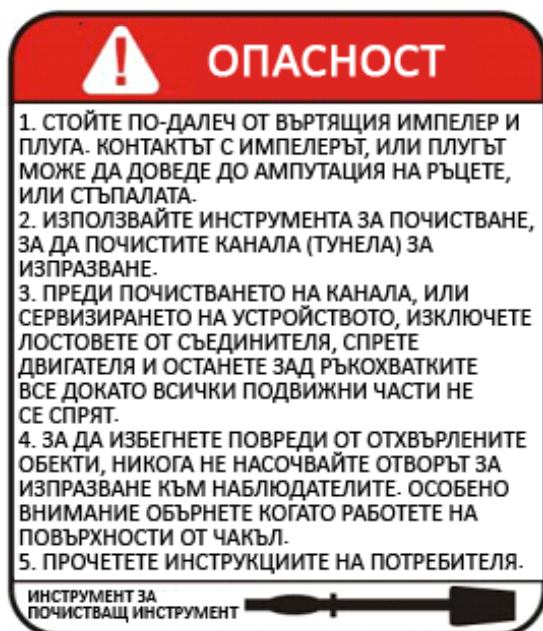 ОПАСНОСТ
1. СТОЙТЕ ПО-ДАЛЕЧ ОТ ВЪРТЯЩИЯ ИМПЕЛЕР И
ПЛУГА. КОНТАКТЪТ С ИМПЕЛЕРЪТ, ИЛИ ПЛУГЪТ
МОЖЕ ДА ДОВЕДЕ ДО АМПУТАЦИЯ НА РЪЦЕТЕ,
ИЛИ СТЪПАЛАТА.
2. ИЗПОЛЗВАЙТЕ ИНСТРУМЕНТА ЗА ПОЧИСТВАНЕ,
ЗА ДА ПОЧИСТИТЕ КАНАЛА (ТУНЕЛА) ЗА
ИЗПРАЗВАНЕ.
3. ПРЕДИ ПОЧИСТВАНЕТО НА КАНАЛА, ИЛИ
СЕРВИЗИРАНЕТО НА УСТРОЙСТВОТО, ИЗКЛЮЧЕТЕ
ЛОСТОВЕТЕ ОТ СЪЕДИНИТЕЛЯ, СПРЕТЕ
ДВИГАТЕЛЯ И ОСТАНЕТЕ ЗАД РЪКОХВАТКИТЕ
ВСЕ ДОКАТО ВСИЧКИ ПОДВИЖНИ ЧАСТИ НЕ
СЕ СПРЯТ.
4. ЗА ДА ИЗБЕГНЕТЕ ПОВРЕДИ ОТ ОТХВЪРЛЕНИТЕ
ОБЕКТИ, НИКОГА НЕ НАСОЧВАЙТЕ ОТВОРЪТ ЗА
ИЗПРАЗВАНЕ КЪМ НАБЛЮДАТЕЛИТЕ. ОСОБЕНО
ВНИМАНИЕ ОБЪРНЕТЕ КОГАТО РАБОТЕТЕ НА
ПОВЪРХНОСТИ ОТ ЧАКЪЛ.
5. ПРОЧЕТЕТЕ ИНСТРУКЦИИТЕ НА ПОТРЕБИТЕЛЯ.
ИНСТРУМЕНТ ЗА
ПОЧИСТВАЩ ИНСТРУМЕНТ